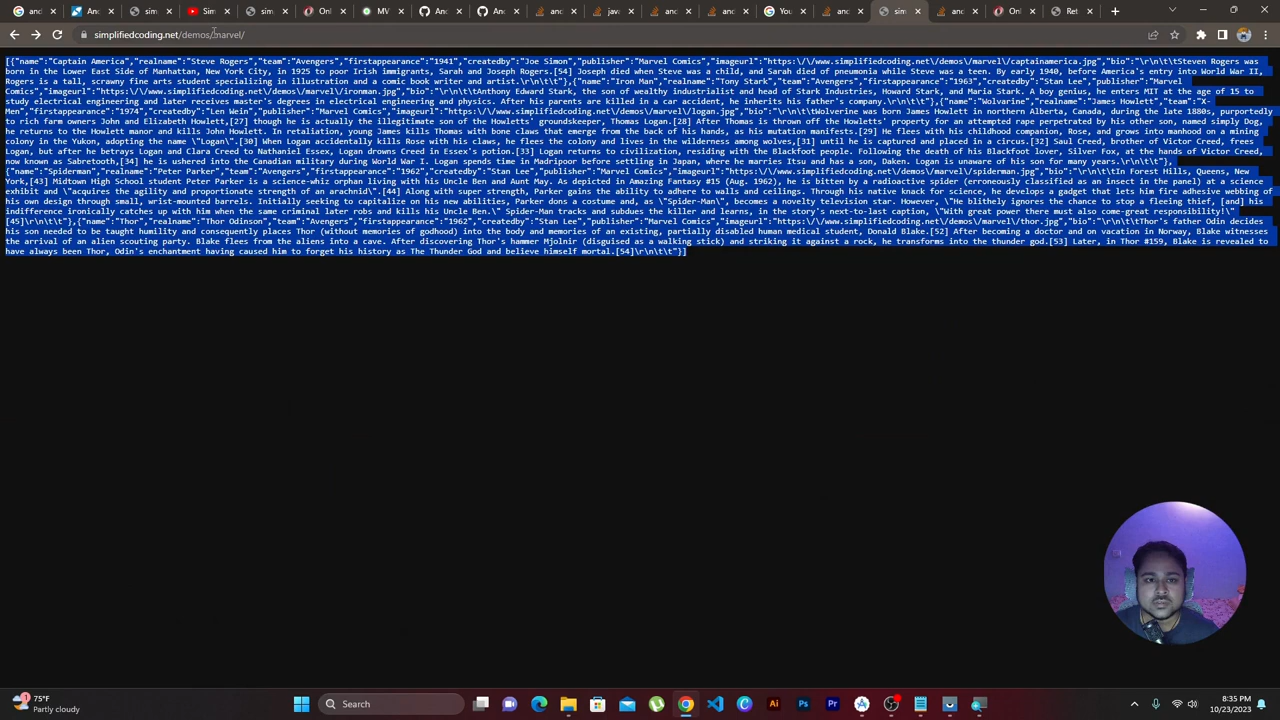 and
And
sim
Sim
sim
Onl
MV
And
And
and
java
and
and
You
and
sim
and
Onl
Ret
simplifiedcoding.net/demos/marvel/
[{"name":"Captain America","realname":"Steve Rogers","team":"Avengers","firstappearance":"1941","createdby":"Joe Simon","publisher":"Marvel Comics","imageurl":"https:\/\/www.simplifiedcoding.net\/demos\/marvel\/captainamerica.jpg","bio":"\r\n\t\tSteven Rogers was
born in the Lower East Side of Manhattan, New York City, in 1925 to poor Irish immigrants, Sarah and Joseph Rogers.[54] Joseph died when Steve was a child, and Sarah died of pneumonia while Steve was a teen. By early 1940, before America's entry into World War II,
Rogers is a tall, scrawny fine arts student specializing in illustration and a comic book writer and artist.\r\n\t\t"},{"name":"Iron Man","realname":"Tony Stark","team":"Avengers","firstappearance":"1963","createdby":"Stan Lee","publisher":"Marvel
Comics","imageurl":"https:\/\/www.simplifiedcoding.net\/demos\/marvel\/ironman.jpg","bio":"\r\n\t\tAnthony Edward Stark, the son of wealthy industrialist and head of Stark Industries, Howard Stark, and Maria Stark. A boy genius, he enters MIT at the age of 15 to
study electrical engineering and later receives master's degrees in electrical engineering and physics. After his parents are killed in a car accident, he inherits his father's company.\r\n\t\t"},{"name":"Wolvarine","realname":"James Howlett","team":"X-
Men","firstappearance":"1974","createdby":"Len Wein","publisher":"Marvel Comics","imageurl":"https:\/\/www.simplifiedcoding.net\/demos\/marvel\/logan.jpg","bio":"\r\n\t\tWolverine was born James Howlett in northern Alberta, Canada, during the late 1880s, purportedly
to rich farm owners John and Elizabeth Howlett,[27] though he is actually the illegitimate son of the Howletts' groundskeeper, Thomas Logan.[28] After Thomas is thrown off the Howletts' property for an attempted rape perpetrated by his other son, named simply Dog,
he returns to the Howlett manor and kills John Howlett. In retaliation, young James kills Thomas with bone claws that emerge from the back of his hands, as his mutation manifests.[29] He flees with his childhood companion, Rose, and grows into manhood on a mining
colony in the Yukon, adopting the name \"Logan\".[30] When Logan accidentally kills Rose with his claws, he flees the colony and lives in the wilderness among wolves,[31] until he is captured and placed in a circus.[32] Saul Creed, brother of Victor Creed, frees
Logan, but after he betrays Logan and Clara Creed to Nathaniel Essex, Logan drowns Creed in Essex's potion.[33] Logan returns to civilization, residing with the Blackfoot people. Following the death of his Blackfoot lover, Silver Fox, at the hands of Victor Creed,
now known as Sabretooth,[34] he is ushered into the Canadian military during World War I. Logan spends time in Madripoor before settling in Japan, where he marries Itsu and has a son, Daken. Logan is unaware of his son for many years.\r\n\t\t"},
{"name":"Spiderman","realname":"Peter Parker","team":"Avengers","firstappearance":"1962","createdby":"Stan Lee","publisher":"Marvel Comics","imageurl":"https:\/\/www.simplifiedcoding.net\/demos\/marvel\/spiderman.jpg","bio":"\r\n\t\tIn Forest Hills, Queens, New
York,[43] Midtown High School student Peter Parker is a science-whiz orphan living with his Uncle Ben and Aunt May. As depicted in Amazing Fantasy #15 (Aug. 1962), he is bitten by a radioactive spider (erroneously classified as an insect in the panel) at a science
exhibit and \"acquires the agility and proportionate strength of an arachnid\".[44] Along with super strength, Parker gains the ability to adhere to walls and ceilings. Through his native knack for science, he develops a gadget that lets him fire adhesive webbing of
his own design through small, wrist-mounted barrels. Initially seeking to capitalize on his new abilities, Parker dons a costume and, as \"Spider-Man\", becomes a novelty television star. However, \"He blithely ignores the chance to stop a fleeing thief, [and] his
indifference ironically catches up with him when the same criminal later robs and kills his Uncle Ben.\" Spider-Man tracks and subdues the killer and learns, in the story's next-to-last caption, \"With great power there must also come-great responsibility!\"
[45]\r\n\t\t"},{"name":"Thor","realname":"Thor Odinson","team":"Avengers","firstappearance":"1962","createdby":"Stan Lee","publisher":"Marvel Comics","imageurl":"https:\/\/www.simplifiedcoding.net\/demos\/marvel\/thor.jpg","bio":"\r\n\t\tThor's father Odin decides
his son needed to be taught humility and consequently places Thor (without memories of godhood) into the body and memories of an existing, partially disabled human medical student, Donald Blake.[52] After becoming a doctor and on vacation in Norway, Blake witnesses
the arrival of an alien scouting party. Blake flees from the aliens into a cave. After discovering Thor's hammer Mjolnir (disguised as a walking stick) and striking it against a rock, he transforms into the thunder god.[53] Later, in Thor #159, Blake is revealed to
have always been Thor, Odin's enchantment having caused him to forget his history as The Thunder God and believe himself mortal.[54]\r\n\t\t"}]
1
75°F
Partly cloudy
Search
Ai
Ps
Pr
8:35 PM
10/23/2023